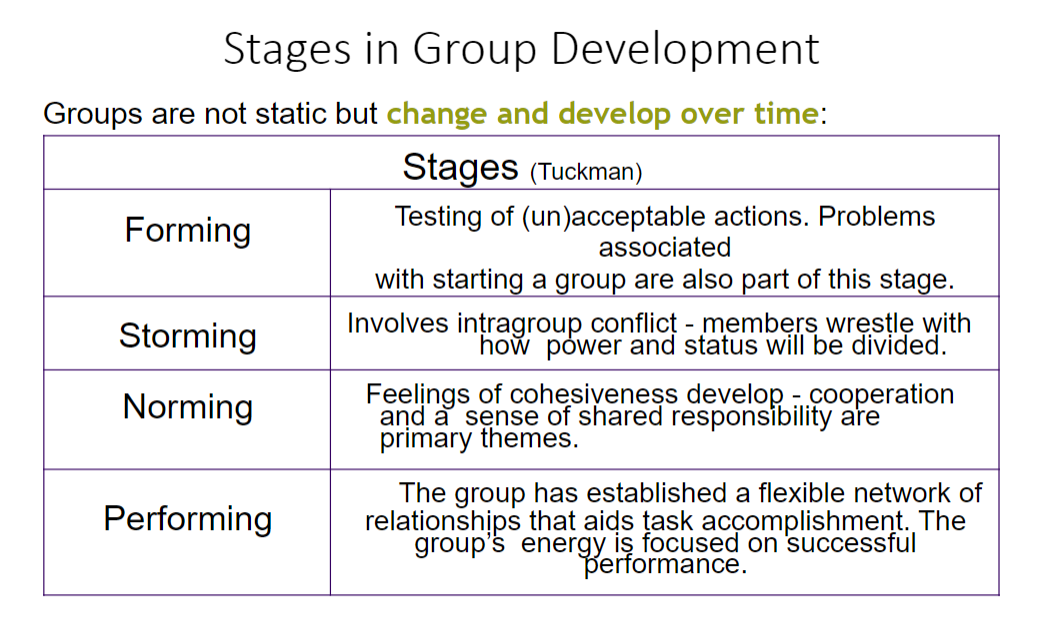 Stages in Group Development
Groups are not static but change and develop over time:
Stages (Tuckman)
Forming
Testing of (un)acceptable actions. Problems
associated
with starting a group are also part of this stage.
Storming
Involves intragroup conflict - members wrestle with
how power and status will be divided.
Norming
Feelings of cohesiveness develop - cooperation
and a sense of shared responsibility are
primary themes.
Performing
The group has established a flexible network of
relationships that aids task accomplishment. The
group’s energy is focused on successful
performance.